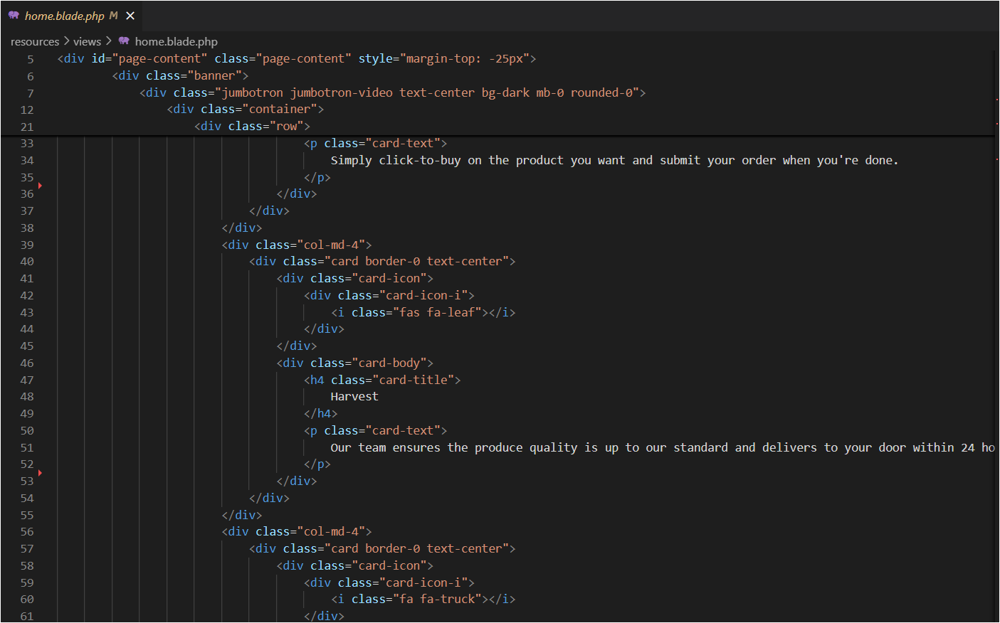 home.blade.php M ×
resources > views > home.blade.php
5 <div id="page-content" class="page-content" style="margin-top: -25px">
6 <div class="banner">
7 <div class="jumbotron jumbotron-video text-center bg-dark mb-0 rounded-0">
12 <div class="container">
21 <div class="row">
33 <p class="card-text">
34 Simply click-to-buy on the product you want and submit your order when you're done.
35 </p>
36 </div>
37 </div>
38 </div>
39 <div class="col-md-4">
40 <div class="card border-0 text-center">
41 <div class="card-icon">
42 <div class="card-icon-i">
43 <i class="fas fa-leaf"></i>
44 </div>
45 </div>
46 <div class="card-body">
47 <h4 class="card-title">
48 Harvest
49 </h4>
50 <p class="card-text">
51 Our team ensures the produce quality is up to our standard and delivers to your door within 24 ho
52 </p>
53 </div>
54 </div>
55 </div>
56 <div class="col-md-4">
57 <div class="card border-0 text-center">
58 <div class="card-icon">
59 <div class="card-icon-i">
60 <i class="fa fa-truck"></i>
61 </div>